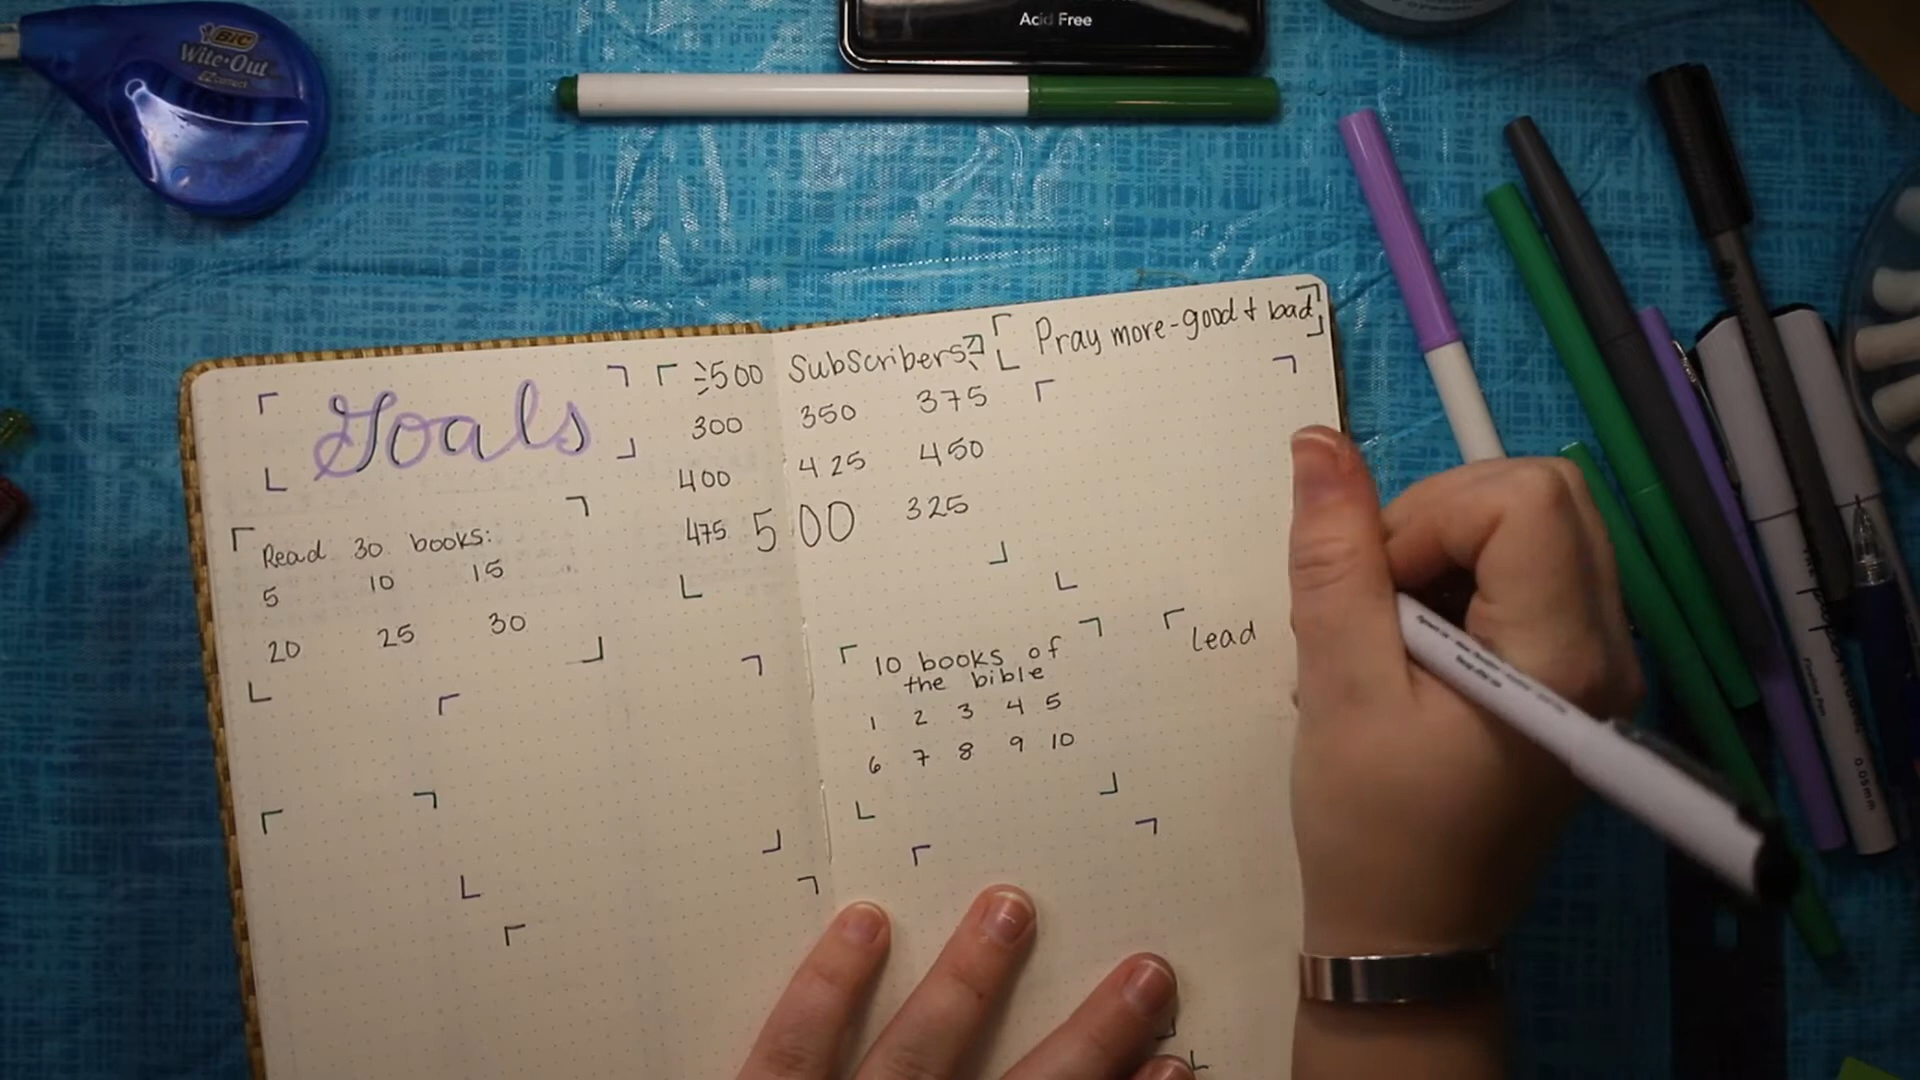 Acid Free
BIC
Wite-Out
Goals
Read 30 books:
5 10 15
20 25 30
500 Subscribers
300 350 375
400 425 450
475 500 325
Pray more-good + bad
10 books of
the bible
1 2 3 4 5
6 7 8 9 10
lead
0.05mm